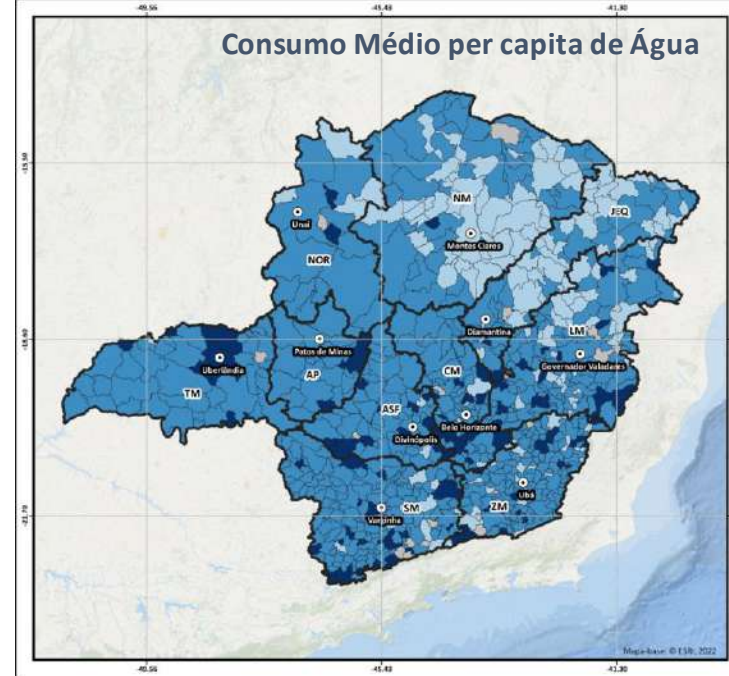 -49.56 -45.43 -41.30
Consumo Médio per capita de Água
-15.50
NM
JEQ
Unaí
Montes Claros
NOR
Diamantina
LM
-18.60
Patos de Minas
Governador Valadares
Uberlândia
CM
AP
TM
ASF
Belo Horizonte
Divinópolis
Ubá
SM
ZM
Varginha
-21.70
Mapa-base: © ESRI, 2022
-49.56 -45.43 -41.30